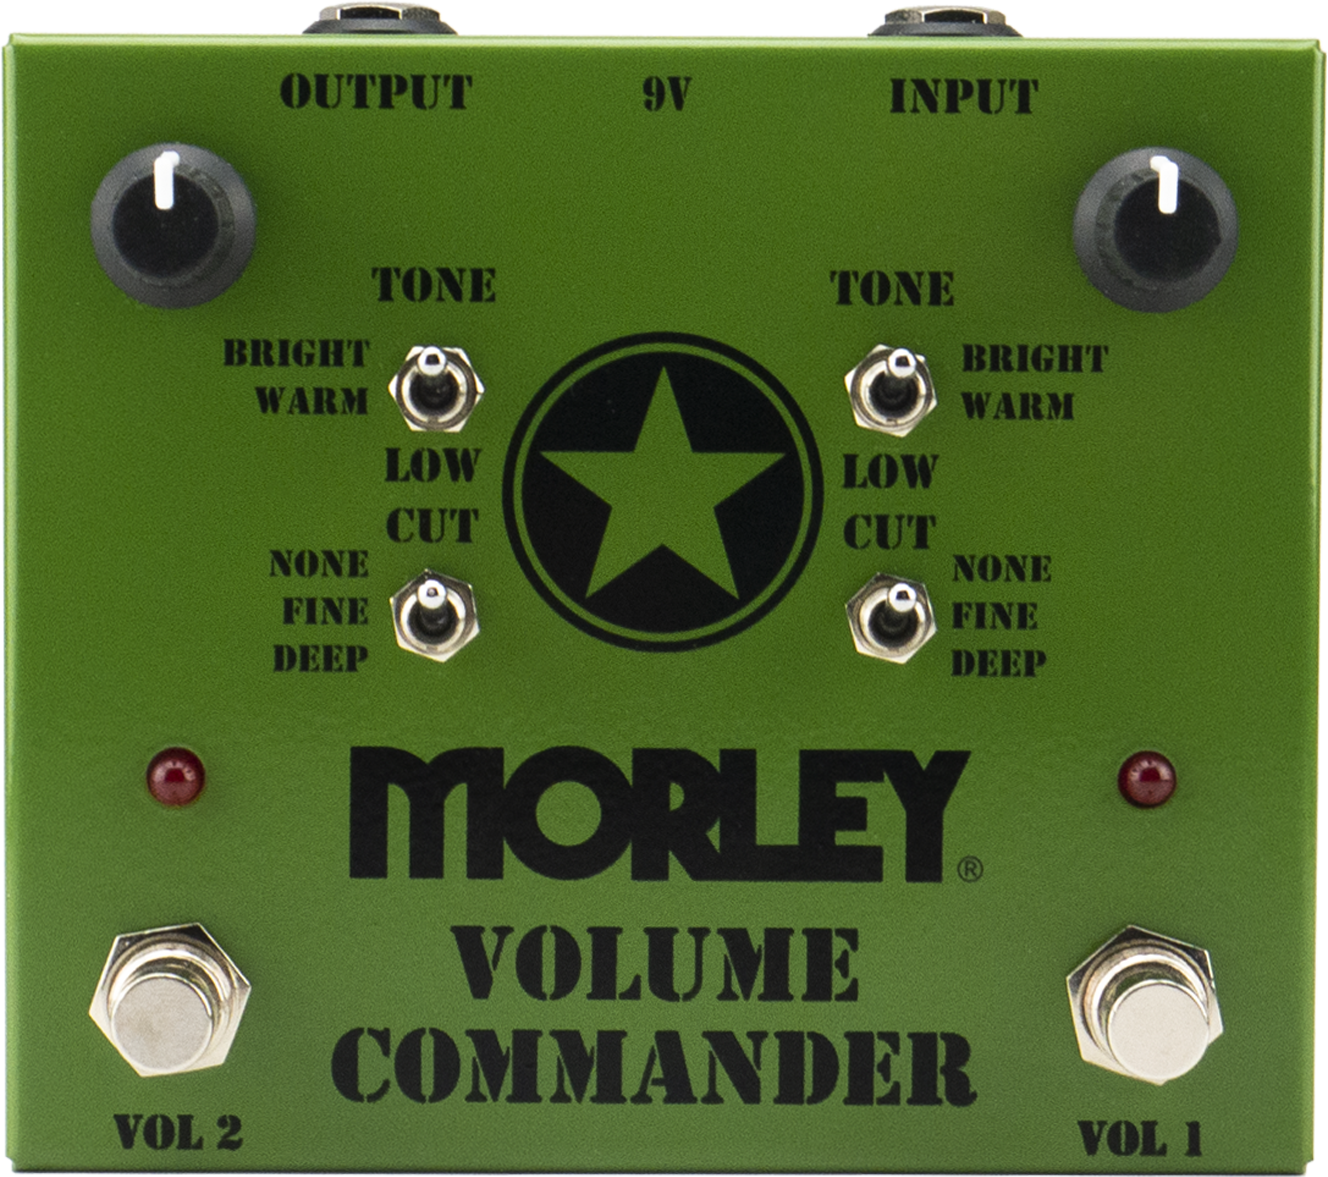 OUTPUT 9V INPUT
TONE TONE
BRIGHT BRIGHT
WARM WARM
LOW LOW
CUT CUT
NONE NONE
FINE FINE
DEEP DEEP
MORLEY®
VOLUME
COMMANDER
VOL 2 VOL 1